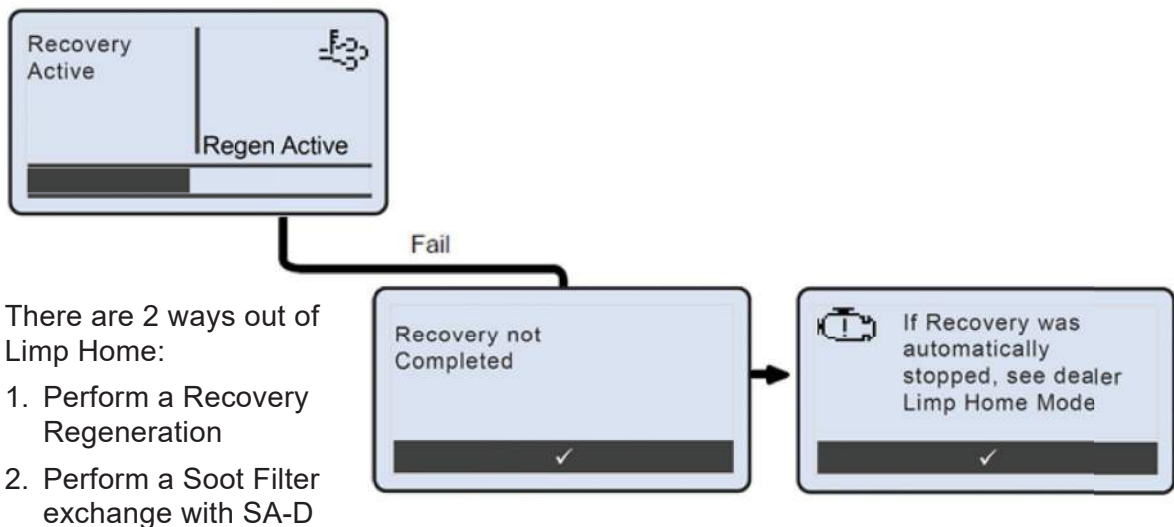 Recovery
Active
Regen Active
Fail
There are 2 ways out of
Limp Home:
1. Perform a Recovery
Regeneration
2. Perform a Soot Filter
exchange with SA-D
Recovery not
Completed
✓
If Recovery was
automatically
stopped, see dealer
Limp Home Mode
✓